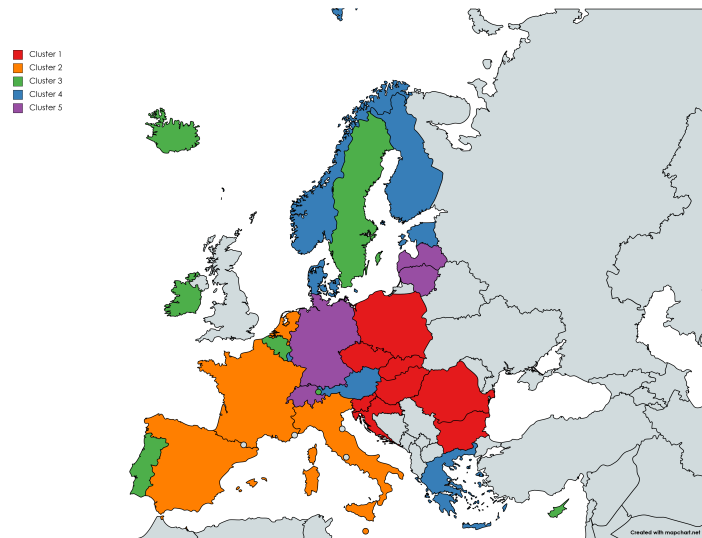 Cluster 1
Cluster 2
Cluster 3
Cluster 4
Cluster 5
Created with mapchart.net